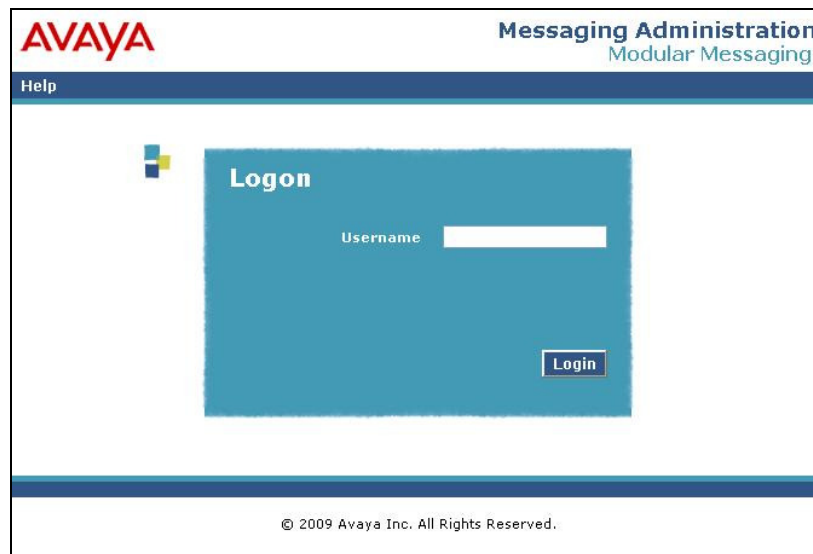 AVAYA
Messaging Administration
Modular Messaging
Help
Logon
Username
Login
© 2009 Avaya Inc. All Rights Reserved.